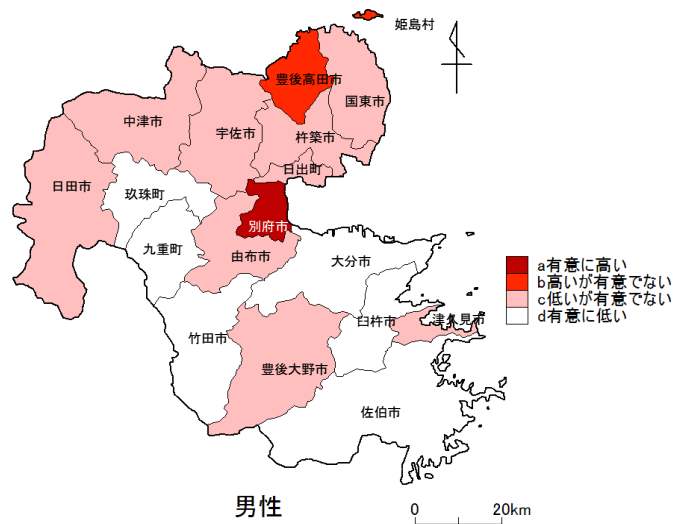 姫島村
豊後高田市
国東市
中津市
宇佐市
杵築市
日出町
日田市
玖珠町
別府市
九重町
由布市
大分市
a有意に高い
b高いが有意でない
c低いが有意でない
d有意に低い
津久見市
臼杵市
竹田市
豊後大野市
佐伯市
男性
0 20km